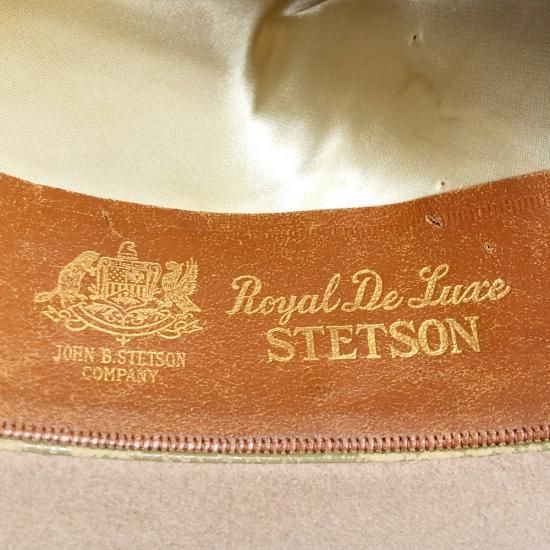 JOHN B. STETSON
COMPANY
Royal De Luxe
STETSON